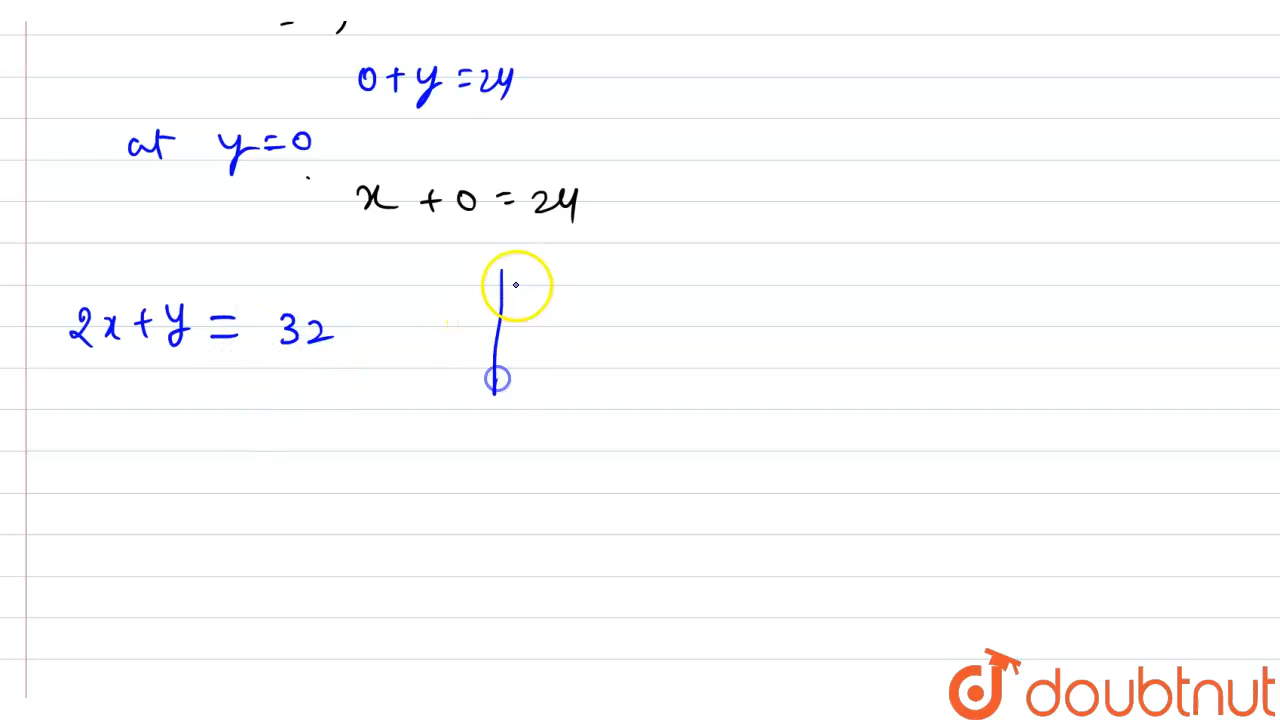 0+y=24
at y=0
x+0=24
2x+y=32
doubtnut